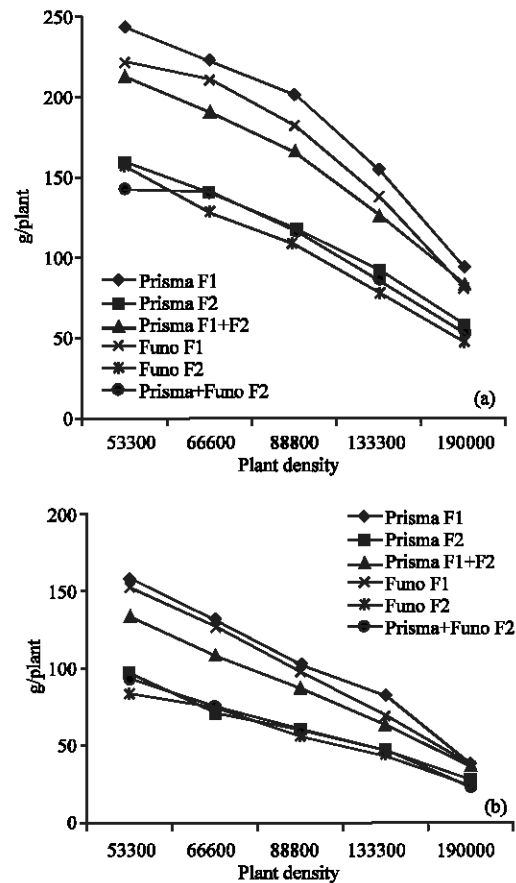 250
200
150
100
50
0
g/plant
Prisma F1
Prisma F2
Prisma F1+F2
Funo F1
Funo F2
Prisma+Funo F2
(a)
53300 66600 88800 133300 190000
Plant density
200
150
100
50
0
g/plant
Prisma F1
Prisma F2
Prisma F1+F2
Funo F1
Funo F2
Prisma+Funo F2
(b)
53300 66600 88800 133300 190000
Plant density